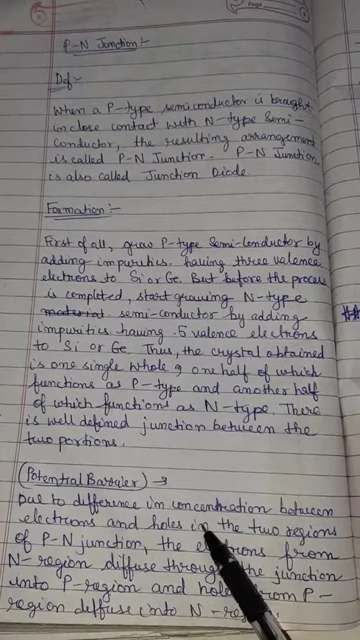 Page
P-N Junction:-
Def-
When a P-type semiconductor is brought
in close contact with N-type Semi-
Conductor, the resulting arrangement
is called P-N Junction. P-N Junction
is also called Junction Diode.
Formation:-
First of all, grow P-type Semi-Conductor by
adding impurities having three valence
electrons to Si or Ge. But before the process
is completed, start growing N-type
material semi-conductor by adding
impurities having 5 valence electrons
to Si or Ge. Thus, the crystal obtained
is one single whole, one half of which
functions as P-type and another half
of which functions as N-type. There
is well defined junction between the
two portions.
(Potential Barrier) →
Due to difference in concentration between
electrons and holes in the two regions
of P-N junction, the electrons from
N-region diffuse through the junction
into P-region and holes from P-
region diffuse into N-